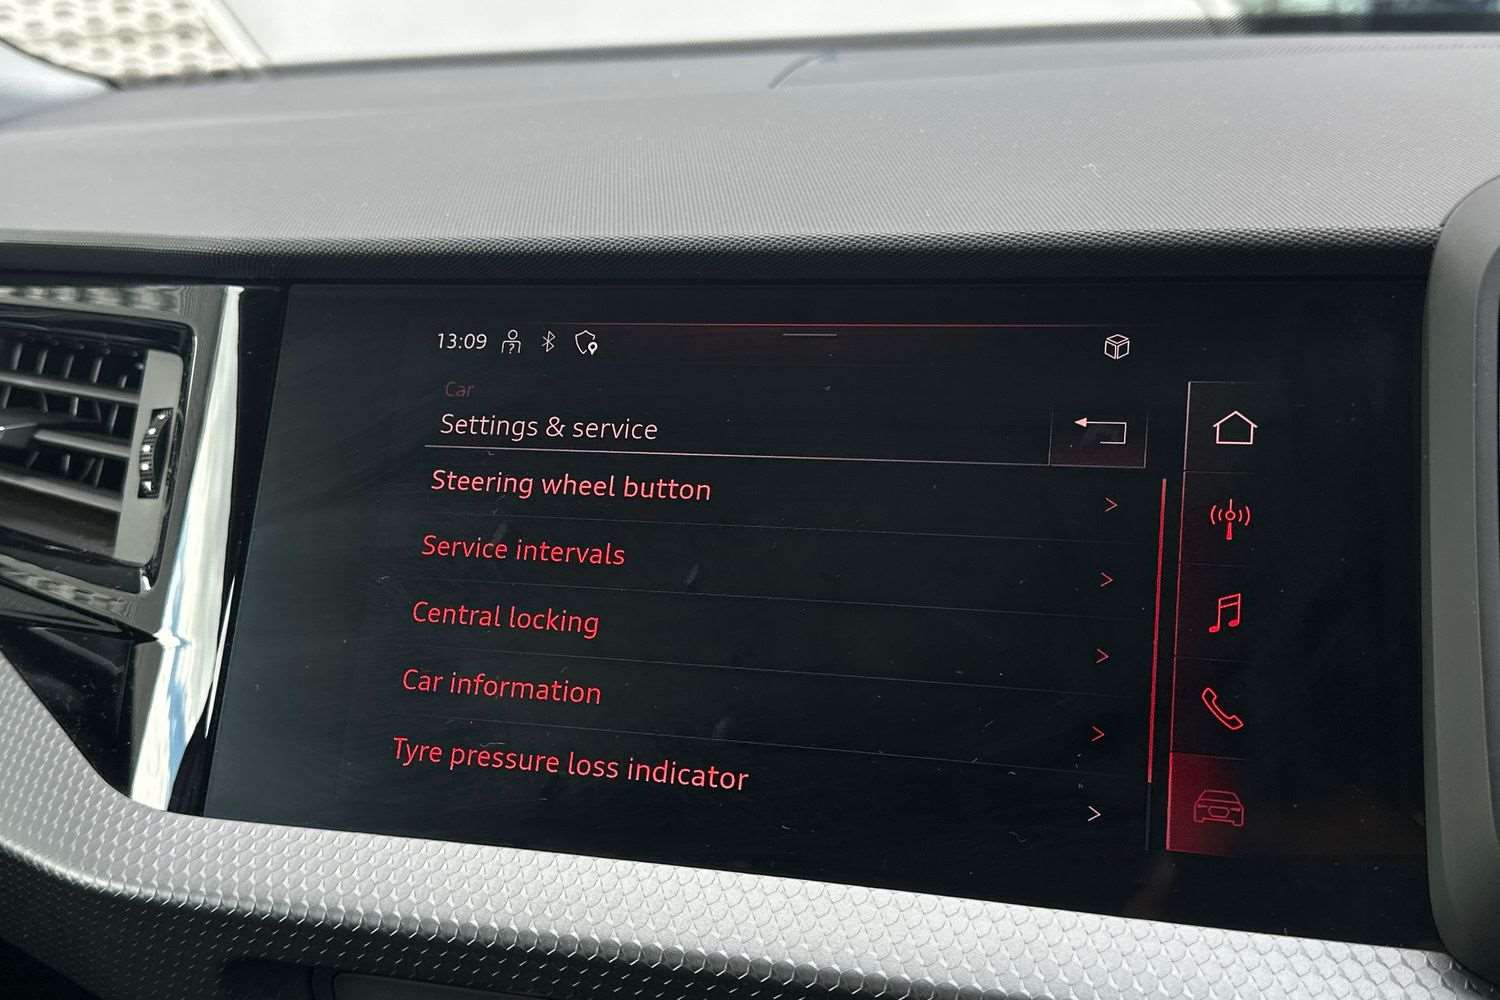 13:09
Car
Settings & service
Steering wheel button
Service intervals
Central locking
Car information
Tyre pressure loss indicator